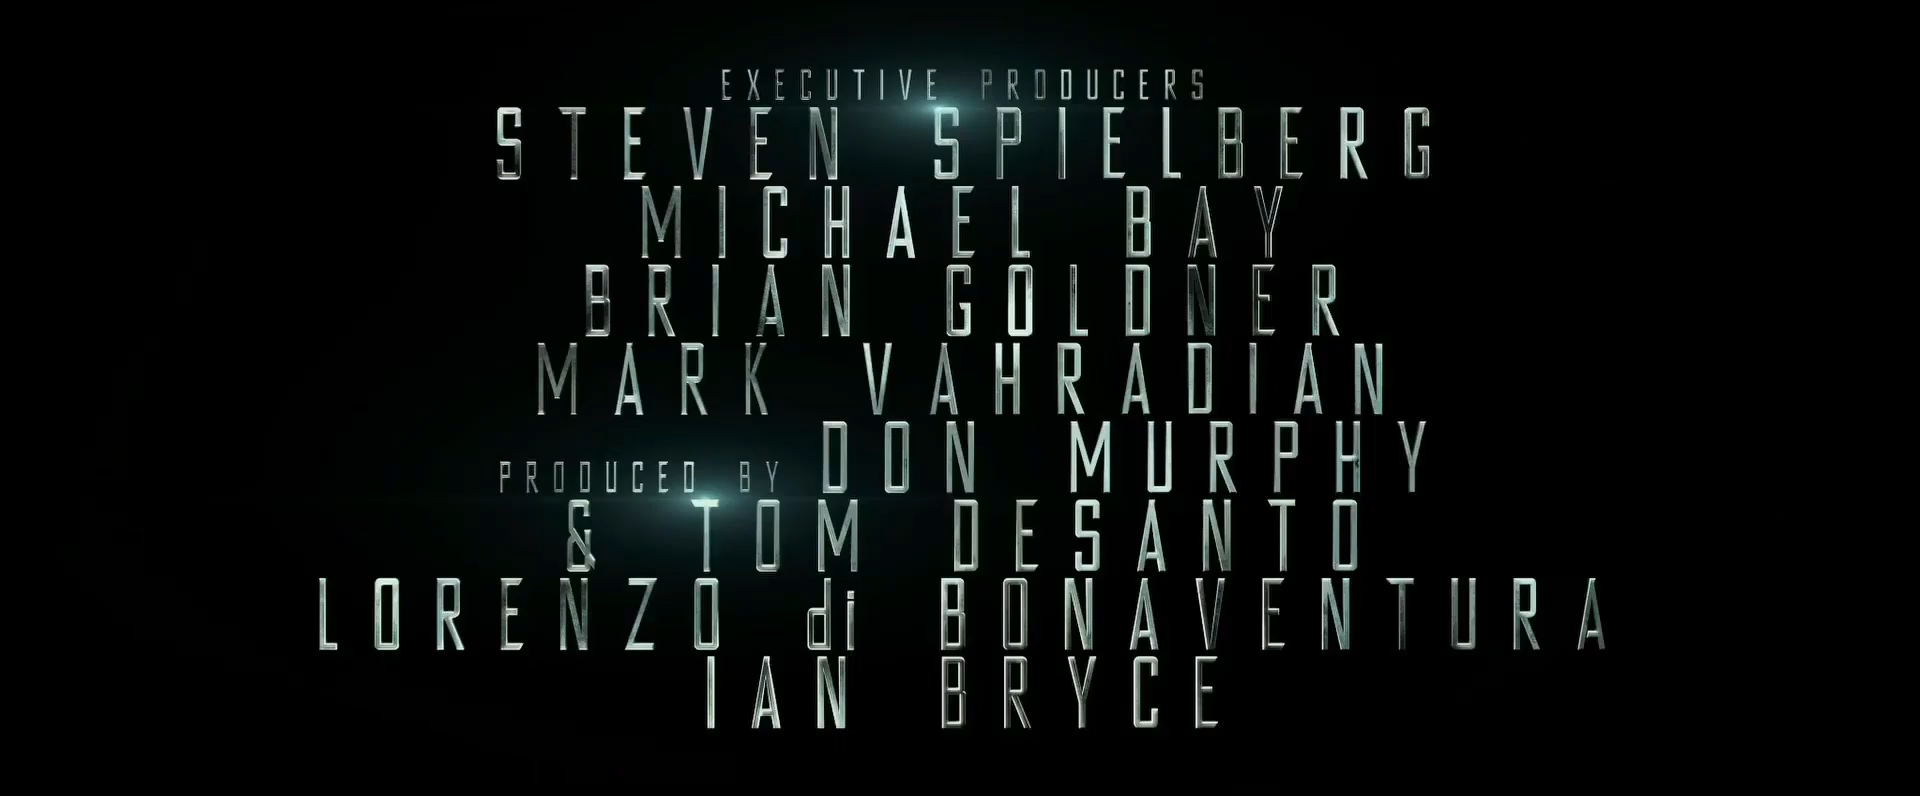 EXECUTIVE PRODUCERS
STEVEN SPIELBERG
MICHAEL BAY
BRIAN GOLDNER
MARK VAHRADIAN
PRODUCED BY DON MURPHY
& TOM DESANTO
LORENZO di BONAVENTURA
IAN BRYCE